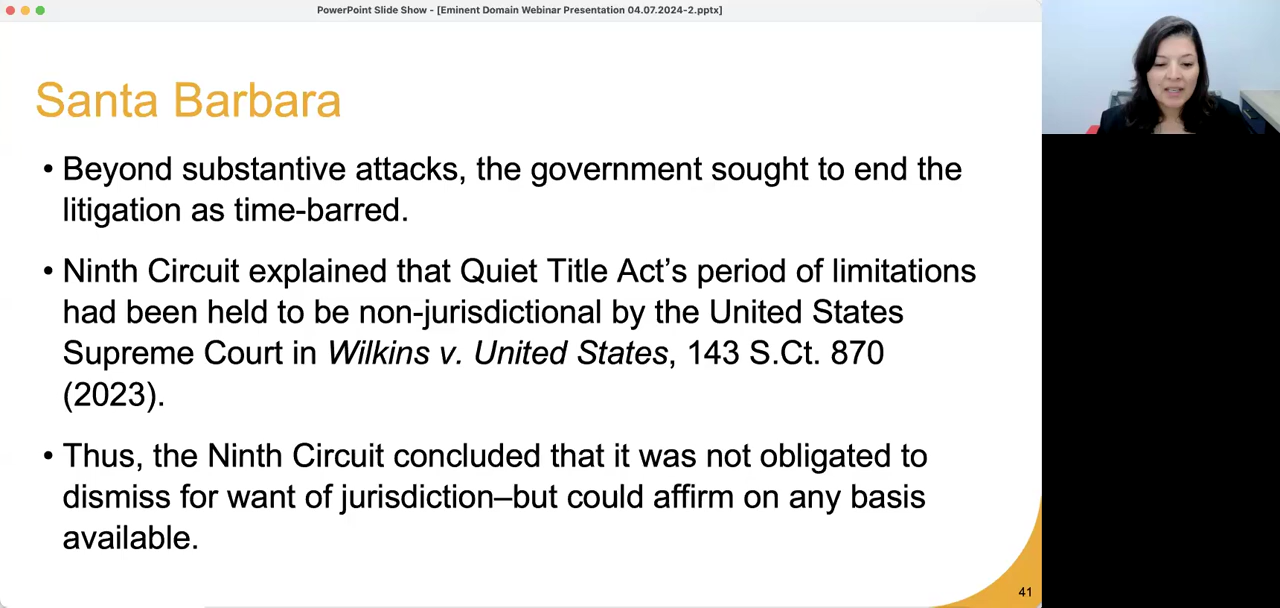 PowerPoint Slide Show - [Eminent Domain Webinar Presentation 04.07.2024-2.pptx]
Santa Barbara
• Beyond substantive attacks, the government sought to end the
litigation as time-barred.
• Ninth Circuit explained that Quiet Title Act’s period of limitations
had been held to be non-jurisdictional by the United States
Supreme Court in Wilkins v. United States, 143 S.Ct. 870
(2023).
• Thus, the Ninth Circuit concluded that it was not obligated to
dismiss for want of jurisdiction–but could affirm on any basis
available.
41